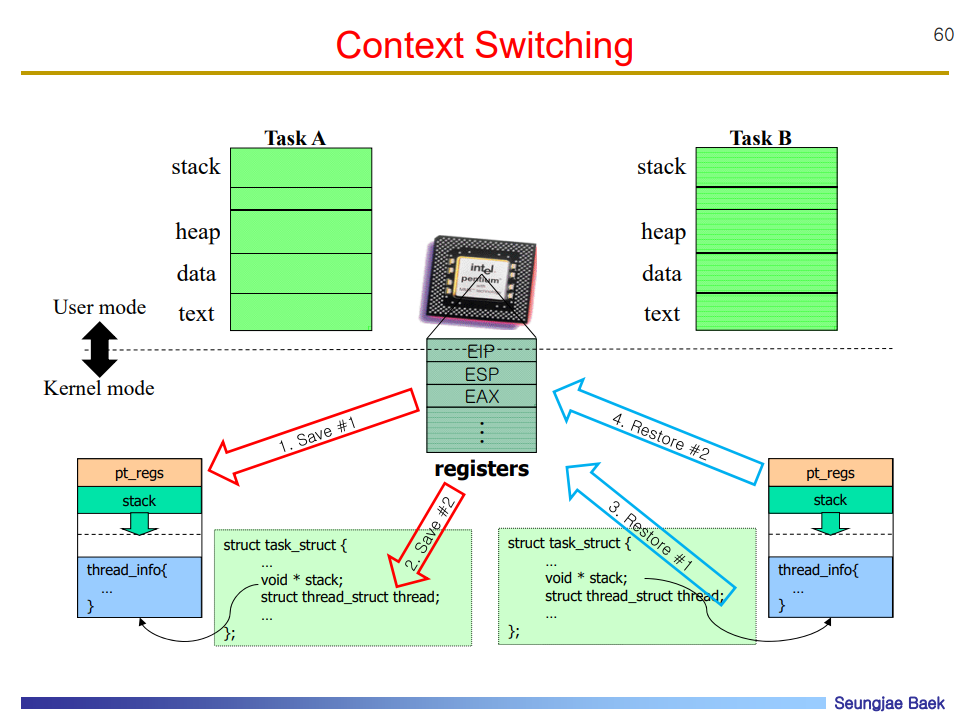 Context Switching
60
Task A
stack
heap
data
text
Task B
stack
heap
data
text
intel
pentium
User mode
Kernel mode
EIP
ESP
EAX
registers
1. Save #1
2. Save #2
3. Restore #1
4. Restore #2
pt_regs
stack
thread_info{
...
}
struct task_struct {
...
void * stack;
struct thread_struct thread;
...
};
struct task_struct {
...
void * stack;
struct thread_struct thread;
...
};
pt_regs
stack
thread_info{
...
}
Seungjae Baek